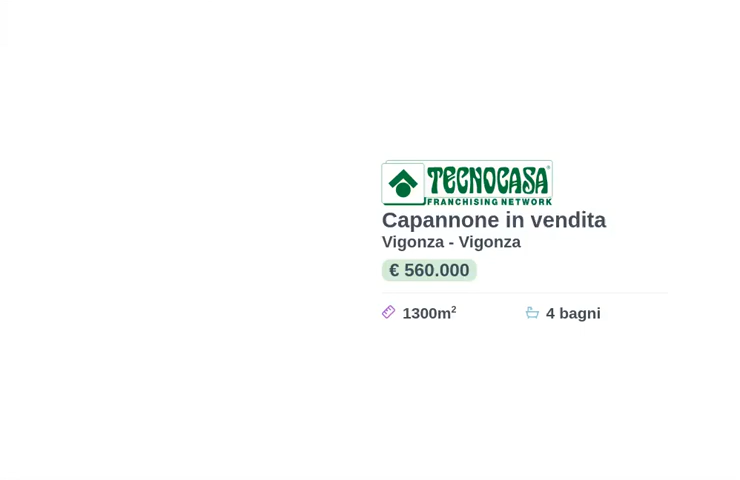 TECNOCASA®
FRANCHISING NETWORK
Capannone in vendita
Vigonza - Vigonza
€ 560.000
1300m²
4 bagni